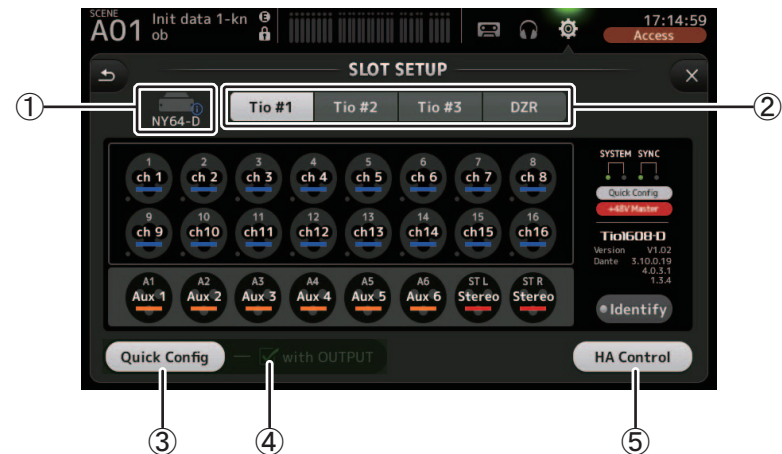 SCENE
A01
Init data 1-kn
ob
E
17:14:59
Access
SLOT SETUP
①
NY64-D
Tio #1
Tio #2
Tio #3
DZR
②
1 2 3 4 5 6 7 8
ch 1 ch 2 ch 3 ch 4 ch 5 ch 6 ch 7 ch 8
9 10 11 12 13 14 15 16
ch 9 ch10 ch11 ch12 ch13 ch14 ch15 ch16
A1 A2 A3 A4 A5 A6 ST L ST R
Aux 1 Aux 2 Aux 3 Aux 4 Aux 5 Aux 6 Stereo Stereo
SYSTEM SYNC
Quick Config
+48V Master
Tio1608-D
Version V1.02
Dante 3.10.0.19
4.0.3.1
1.3.4
Identify
Quick Config
with OUTPUT
HA Control
③
④
⑤